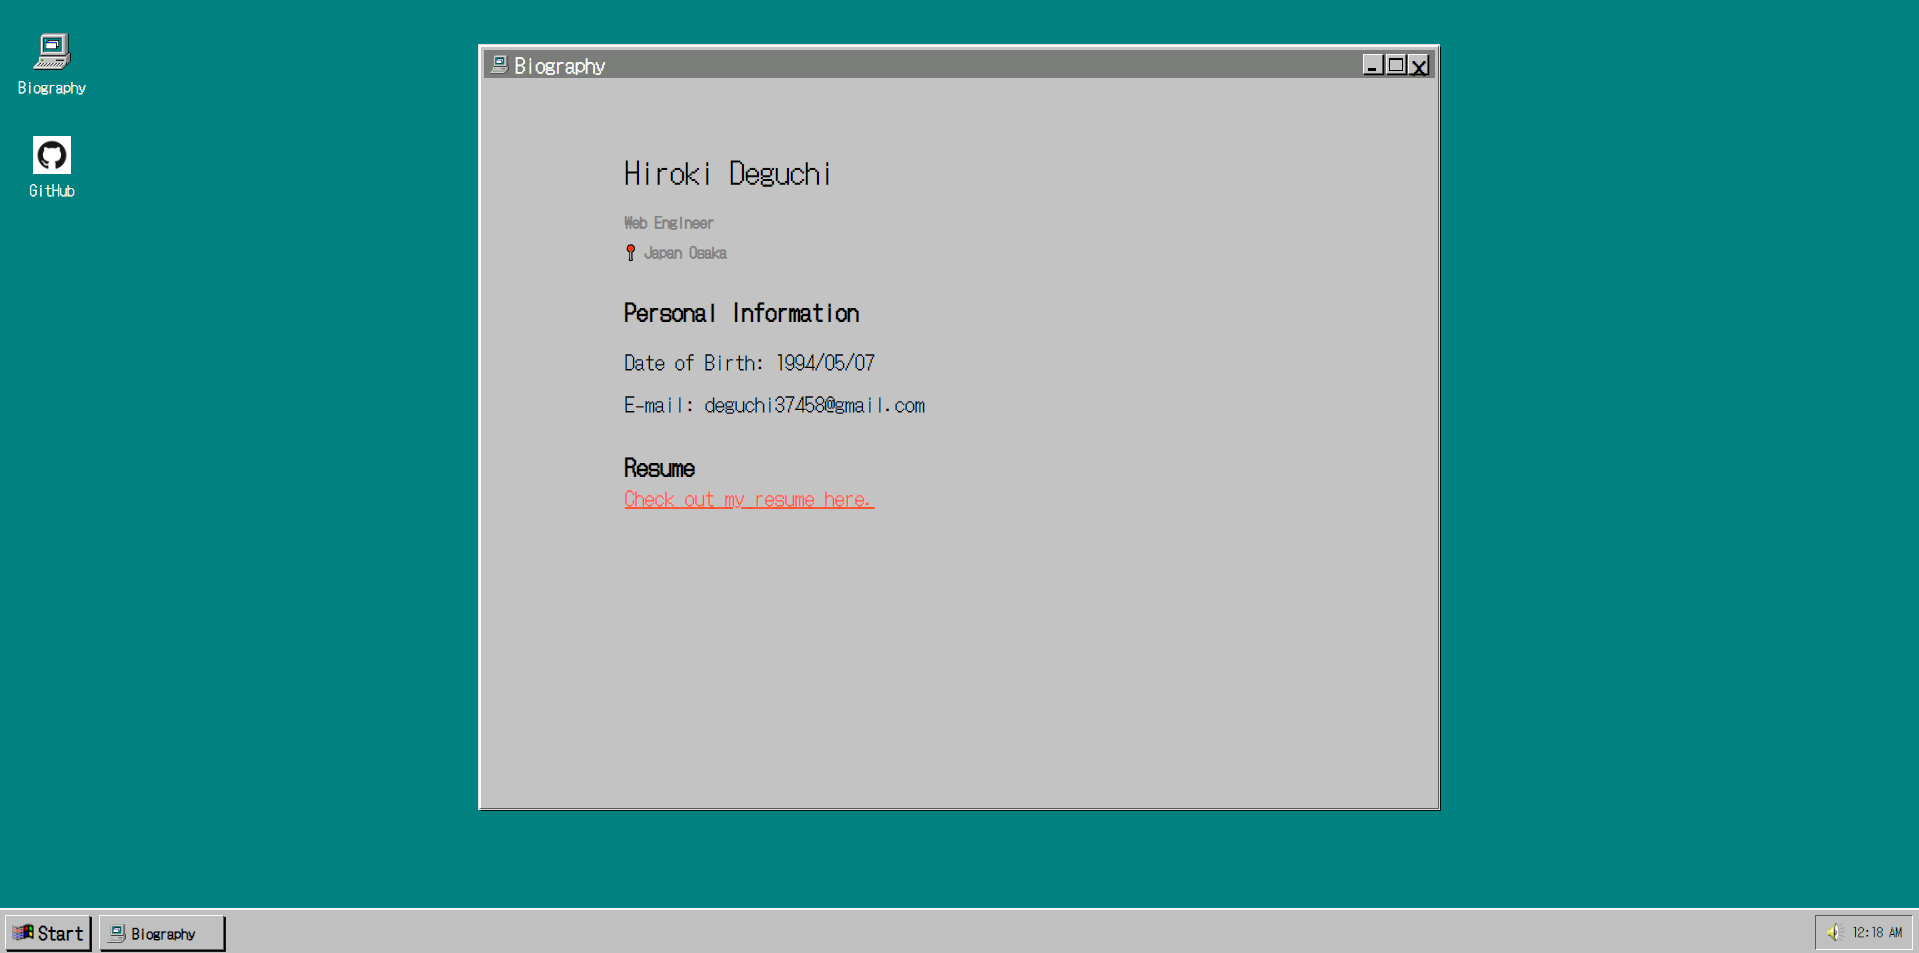 Biography
GitHub
Biography
Hiroki Deguchi
Web Engineer
Japan Osaka
Personal Information
Date of Birth: 1994/05/07
E-mail: deguchi37458@gmail.com
Resume
Check out my resume here.
Start
Biography
12:18 AM